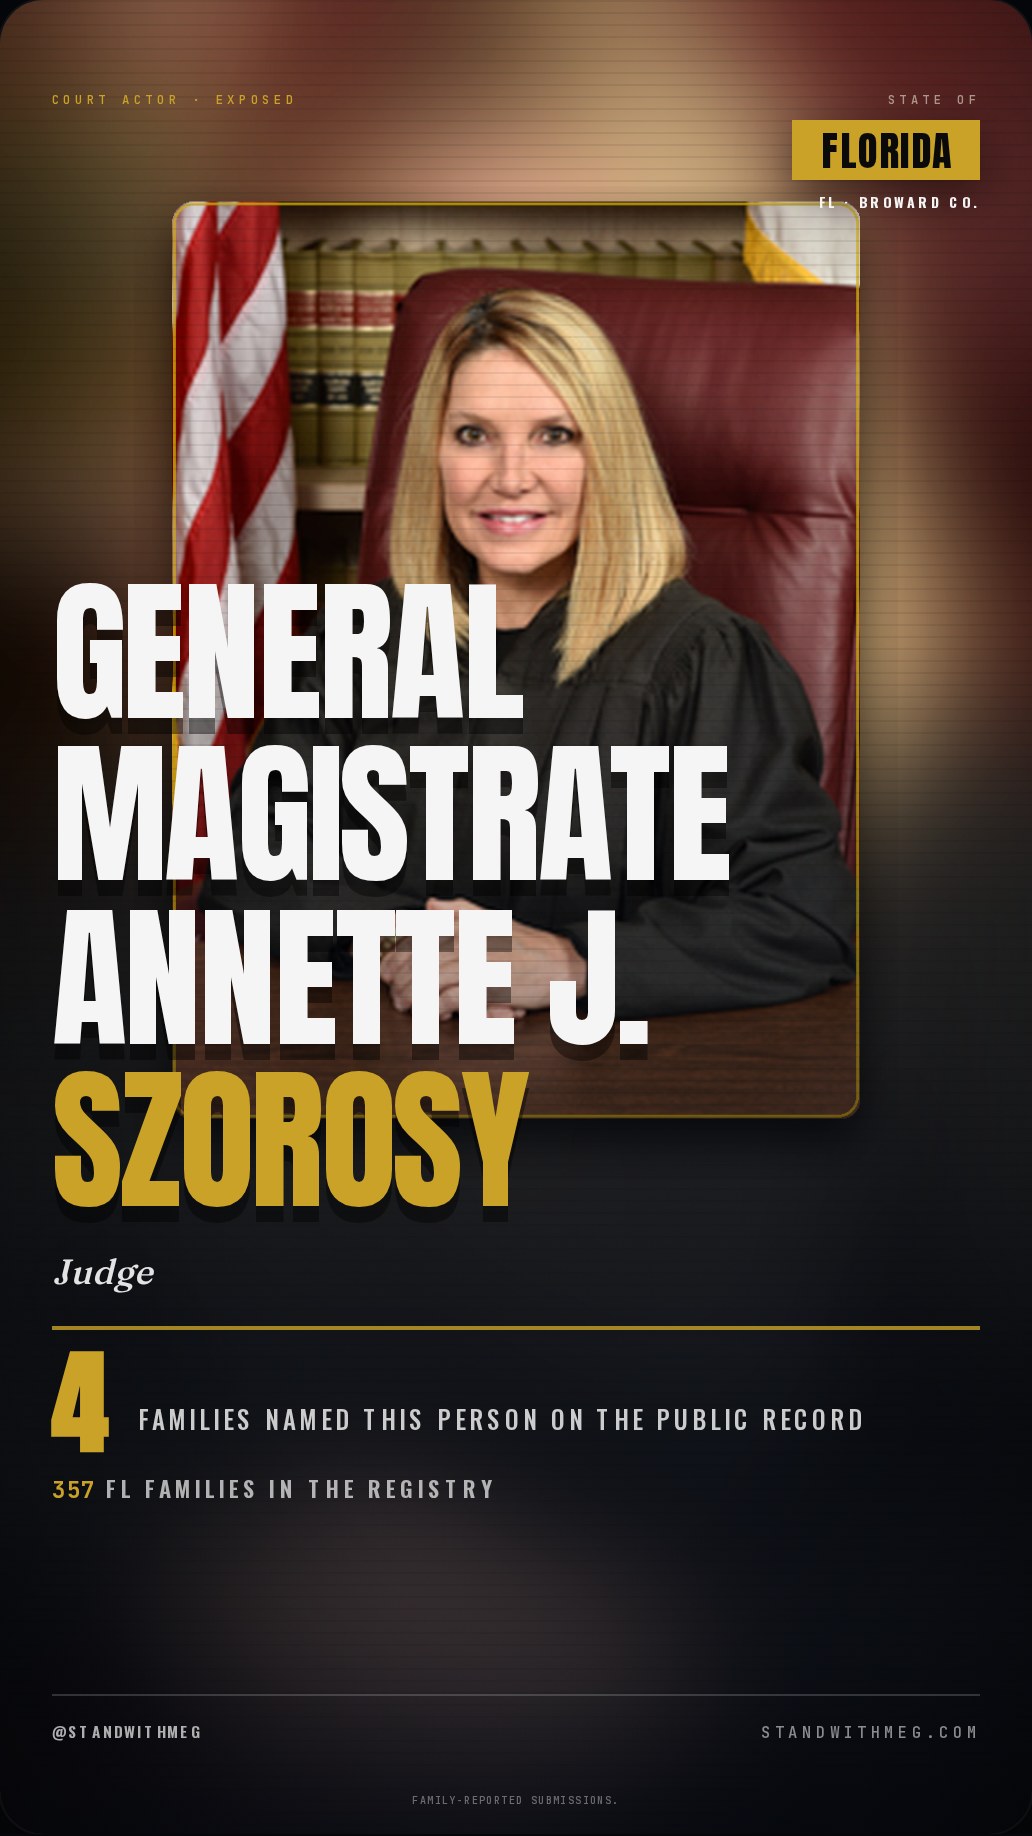 COURT ACTOR · EXPOSED
STATE OF
FLORIDA
FL · BROWARD CO.
GENERAL
MAGISTRATE
ANNETTE J.
SZOROSY
Judge
4 FAMILIES NAMED THIS PERSON ON THE PUBLIC RECORD
357 FL FAMILIES IN THE REGISTRY
@STANDWITHMEG
STANDWITHMEG.COM
FAMILY-REPORTED SUBMISSIONS.